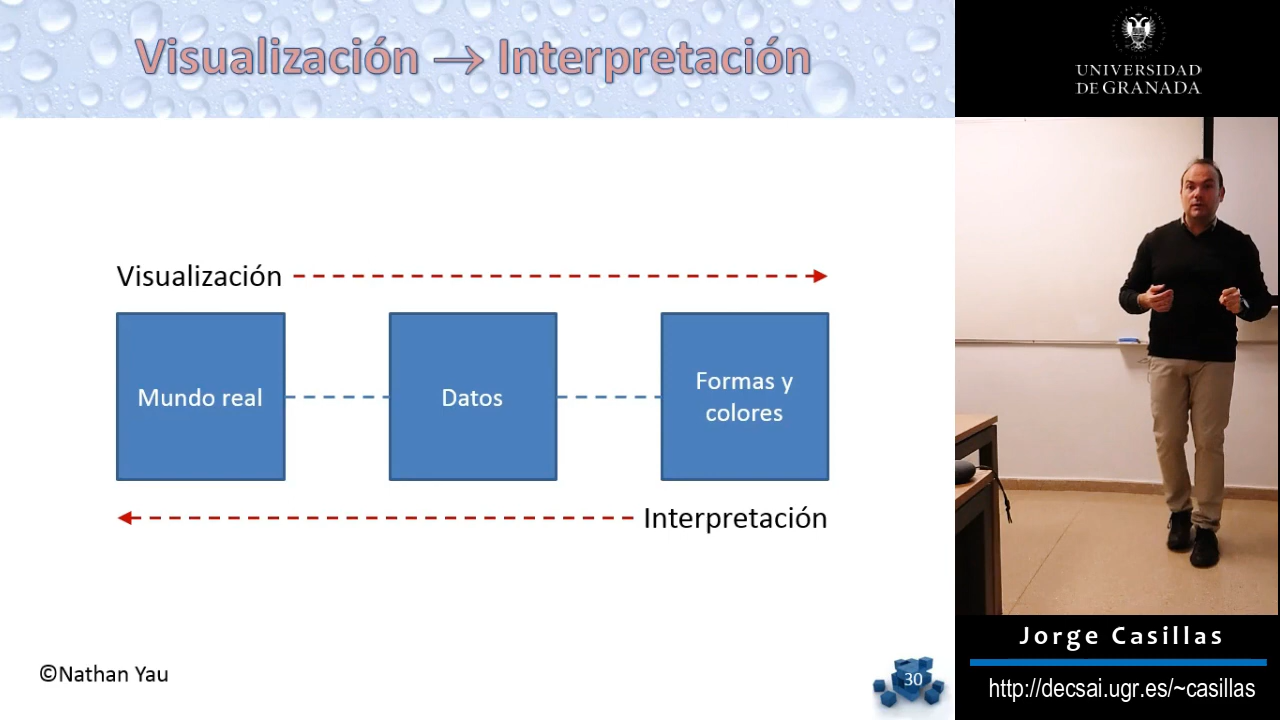 Visualización → Interpretación
UNIVERSIDAD
DE GRANADA
Visualización
Mundo real
Datos
Formas y
colores
Interpretación
©Nathan Yau
30
Jorge Casillas
http://decsai.ugr.es/~casillas